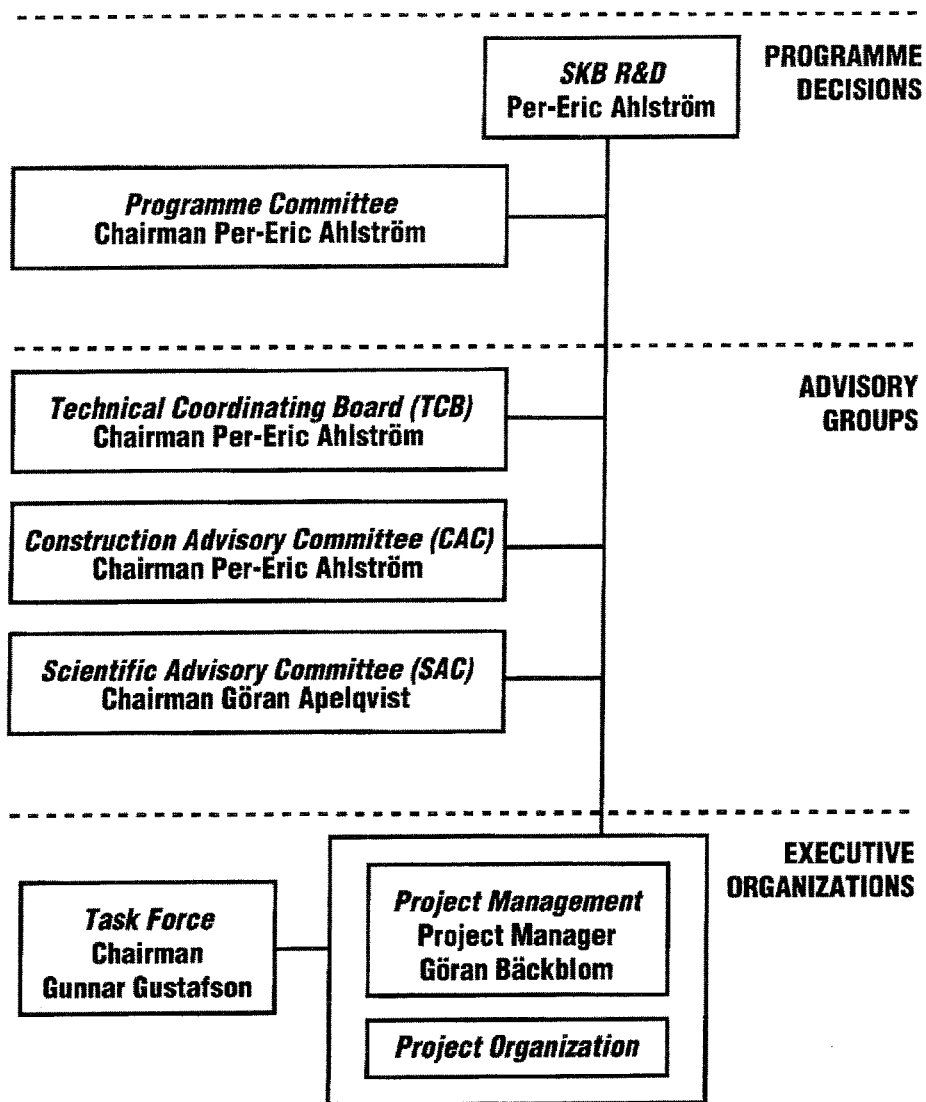 PROGRAMME
DECISIONS
SKB R&D
Per-Eric Ahlström
Programme Committee
Chairman Per-Eric Ahlström
ADVISORY
GROUPS
Technical Coordinating Board (TCB)
Chairman Per-Eric Ahlström
Construction Advisory Committee (CAC)
Chairman Per-Eric Ahlström
Scientific Advisory Committee (SAC)
Chairman Göran Apelqvist
EXECUTIVE
ORGANIZATIONS
Task Force
Chairman
Gunnar Gustafson
Project Management
Project Manager
Göran Bäckblom
Project Organization